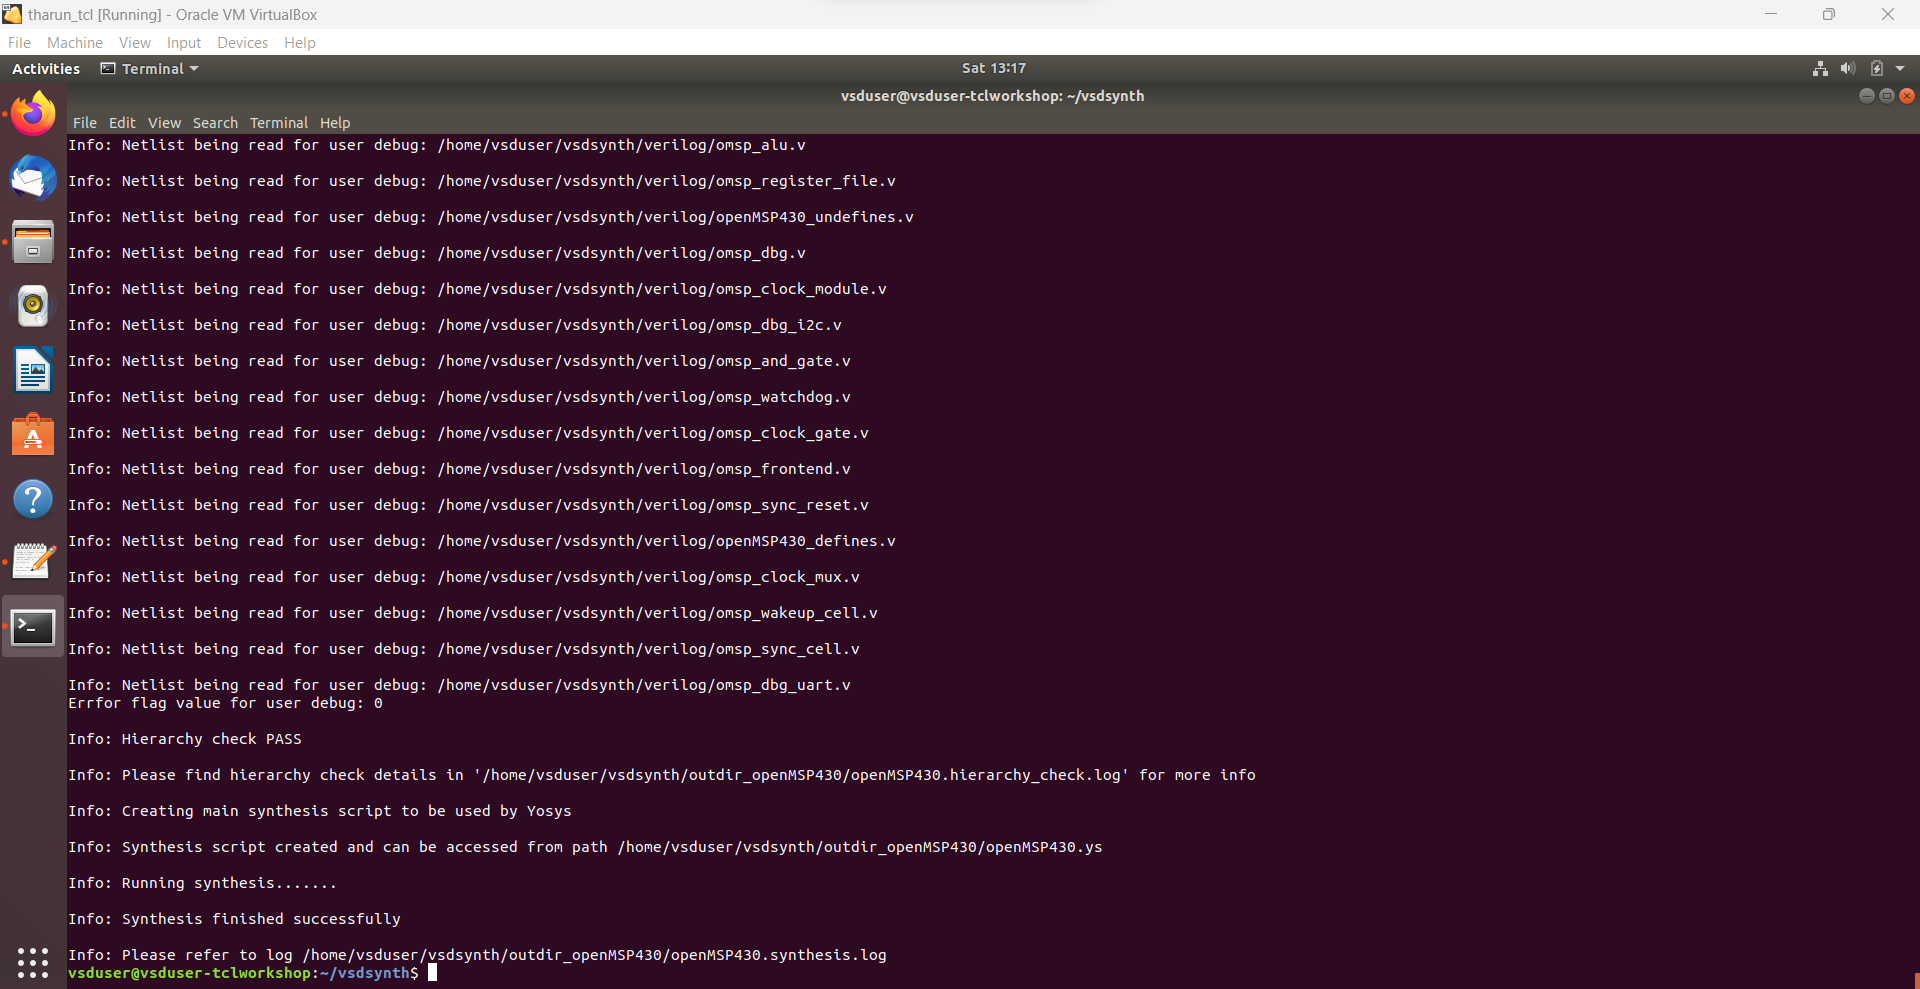 tharun_tcl [Running] - Oracle VM VirtualBox
File Machine View Input Devices Help
Activities Terminal Sat 13:17
vsduser@vsduser-tclworkshop: ~/vsdsynth
File Edit View Search Terminal Help
Info: Netlist being read for user debug: /home/vsduser/vsdsynth/verilog/omsp_alu.v
Info: Netlist being read for user debug: /home/vsduser/vsdsynth/verilog/omsp_register_file.v
Info: Netlist being read for user debug: /home/vsduser/vsdsynth/verilog/openMSP430_undefines.v
Info: Netlist being read for user debug: /home/vsduser/vsdsynth/verilog/omsp_dbg.v
Info: Netlist being read for user debug: /home/vsduser/vsdsynth/verilog/omsp_clock_module.v
Info: Netlist being read for user debug: /home/vsduser/vsdsynth/verilog/omsp_dbg_i2c.v
Info: Netlist being read for user debug: /home/vsduser/vsdsynth/verilog/omsp_and_gate.v
Info: Netlist being read for user debug: /home/vsduser/vsdsynth/verilog/omsp_watchdog.v
Info: Netlist being read for user debug: /home/vsduser/vsdsynth/verilog/omsp_clock_gate.v
Info: Netlist being read for user debug: /home/vsduser/vsdsynth/verilog/omsp_frontend.v
Info: Netlist being read for user debug: /home/vsduser/vsdsynth/verilog/omsp_sync_reset.v
Info: Netlist being read for user debug: /home/vsduser/vsdsynth/verilog/openMSP430_defines.v
Info: Netlist being read for user debug: /home/vsduser/vsdsynth/verilog/omsp_clock_mux.v
Info: Netlist being read for user debug: /home/vsduser/vsdsynth/verilog/omsp_wakeup_cell.v
Info: Netlist being read for user debug: /home/vsduser/vsdsynth/verilog/omsp_sync_cell.v
Info: Netlist being read for user debug: /home/vsduser/vsdsynth/verilog/omsp_dbg_uart.v
Errfor flag value for user debug: 0
Info: Hierarchy check PASS
Info: Please find hierarchy check details in '/home/vsduser/vsdsynth/outdir_openMSP430/openMSP430.hierarchy_check.log' for more info
Info: Creating main synthesis script to be used by Yosys
Info: Synthesis script created and can be accessed from path /home/vsduser/vsdsynth/outdir_openMSP430/openMSP430.ys
Info: Running synthesis.......
Info: Synthesis finished successfully
Info: Please refer to log /home/vsduser/vsdsynth/outdir_openMSP430/openMSP430.synthesis.log
vsduser@vsduser-tclworkshop:~/vsdsynth$